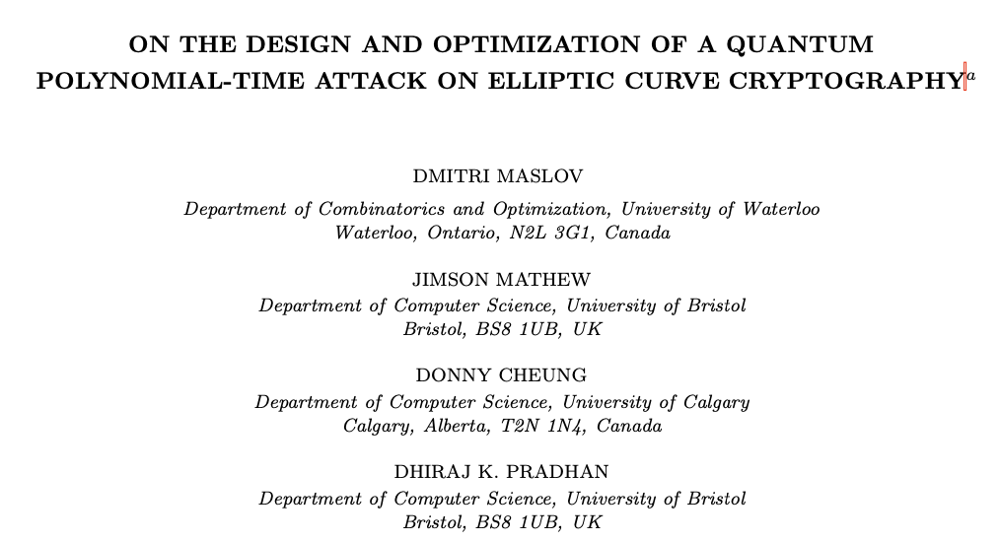 ON THE DESIGN AND OPTIMIZATION OF A QUANTUM
POLYNOMIAL-TIME ATTACK ON ELLIPTIC CURVE CRYPTOGRAPHYa
DMITRI MASLOV
Department of Combinatorics and Optimization, University of Waterloo
Waterloo, Ontario, N2L 3G1, Canada
JIMSON MATHEW
Department of Computer Science, University of Bristol
Bristol, BS8 1UB, UK
DONNY CHEUNG
Department of Computer Science, University of Calgary
Calgary, Alberta, T2N 1N4, Canada
DHIRAJ K. PRADHAN
Department of Computer Science, University of Bristol
Bristol, BS8 1UB, UK